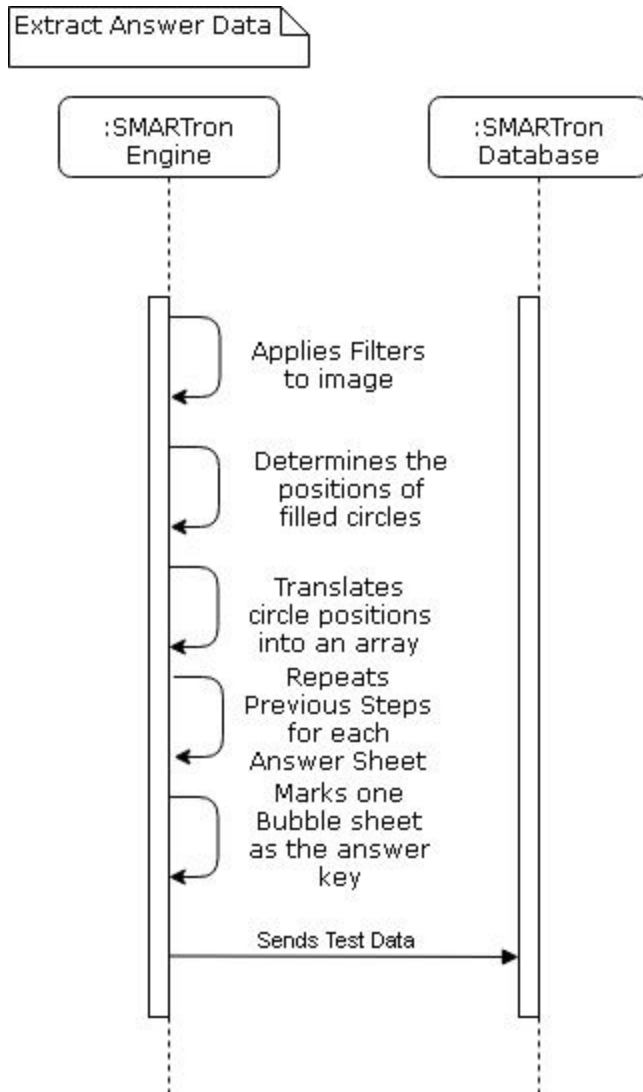 Extract Answer Data
:SMARTron
Engine
:SMARTron
Database
Applies Filters
to image
Determines the
positions of
filled circles
Translates
circle positions
into an array
Repeats
Previous Steps
for each
Answer Sheet
Marks one
Bubble sheet
as the answer
key
Sends Test Data